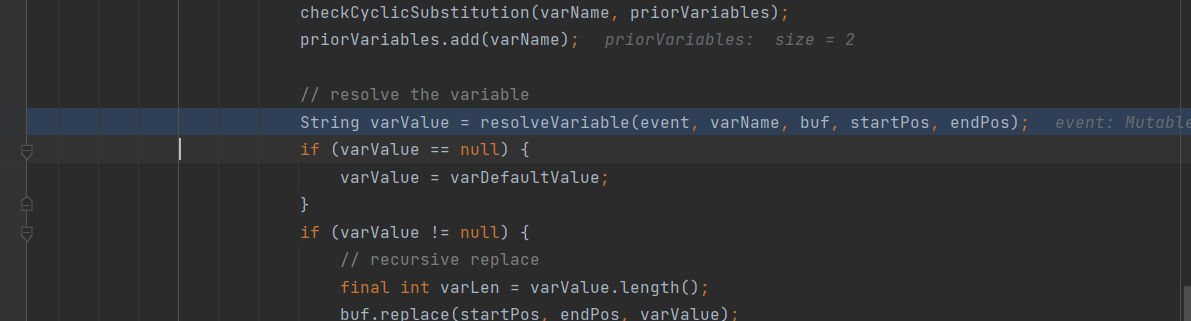 checkCyclicSubstitution(varName, priorVariables);
priorVariables.add(varName); priorVariables: size = 2
// resolve the variable
String varValue = resolveVariable(event, varName, buf, startPos, endPos); event: Mutable
if (varValue == null) {
varValue = varDefaultValue;
}
if (varValue != null) {
// recursive replace
final int varLen = varValue.length();
buf.replace(startPos, endPos, varValue);